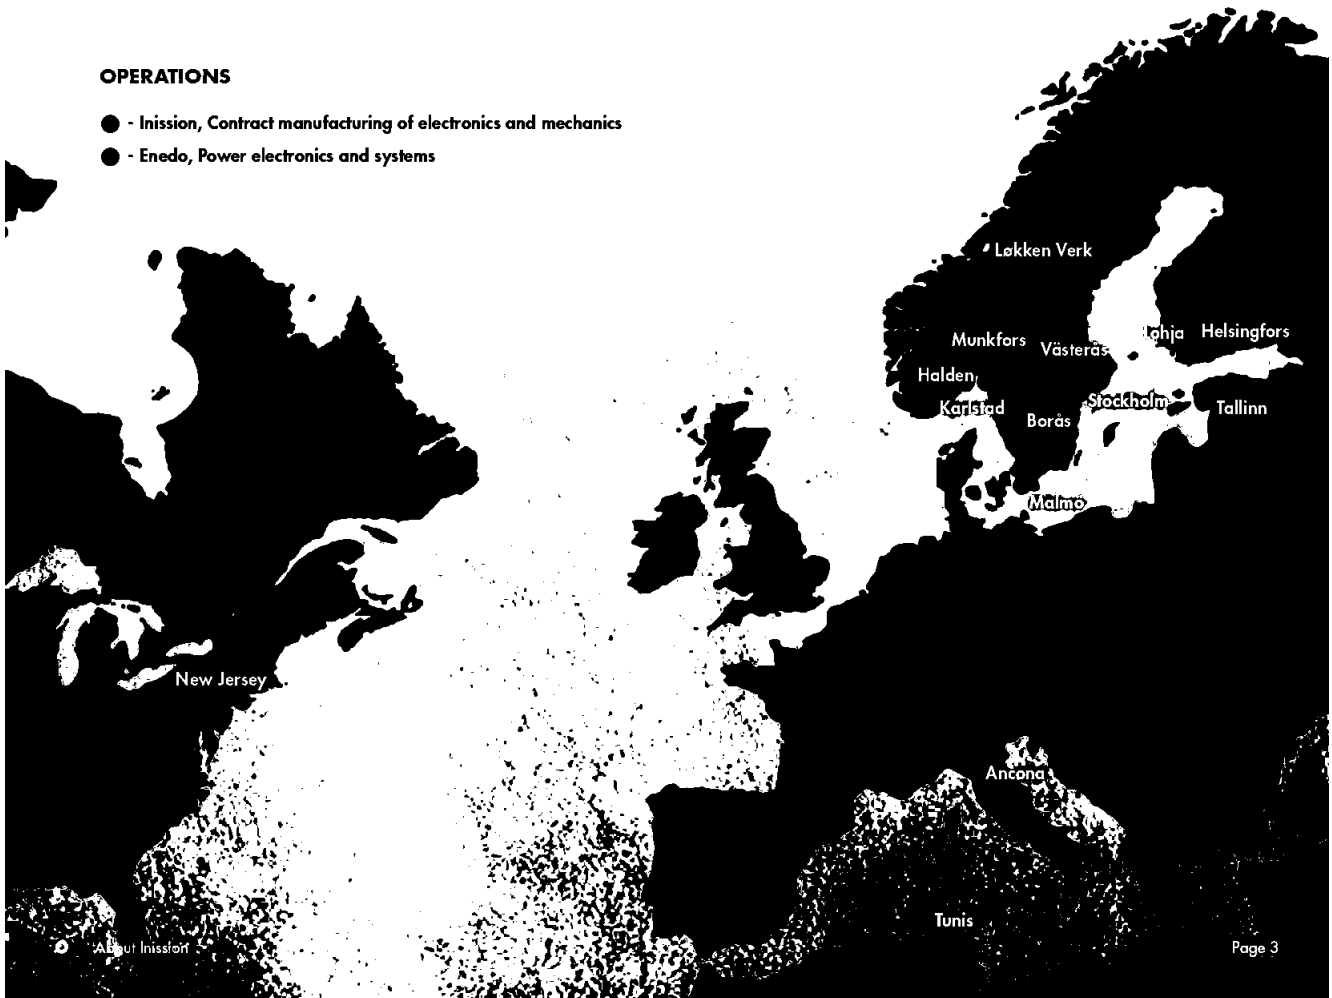 OPERATIONS
- Inission, Contract manufacturing of electronics and mechanics
- Enedo, Power electronics and systems
Løkken Verk
Munkfors
Västerås
Lohja
Helsingfors
Halden
Karlstad
Borås
Stockholm
Tallinn
Malmö
New Jersey
Ancona
Tunis
About Inission
Page 3